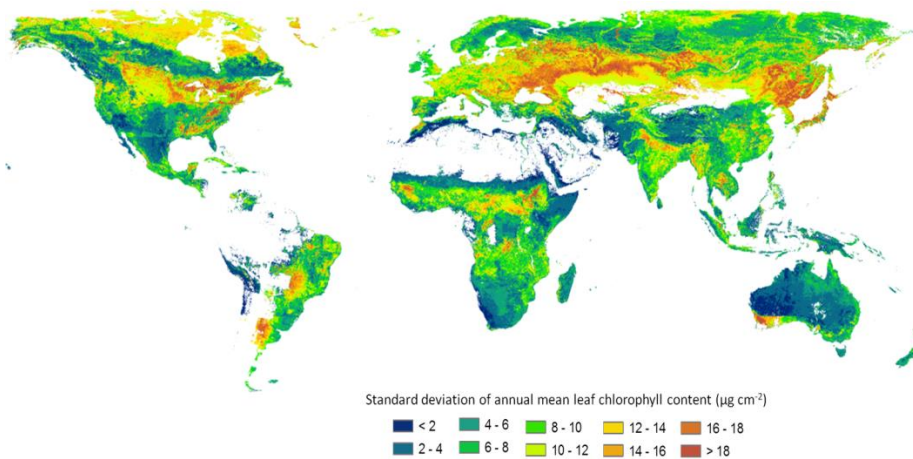 Standard deviation of annual mean leaf chlorophyll content (µg cm-2)
< 2 4 - 6 8 - 10 12 - 14 16 - 18
2 - 4 6 - 8 10 - 12 14 - 16 > 18